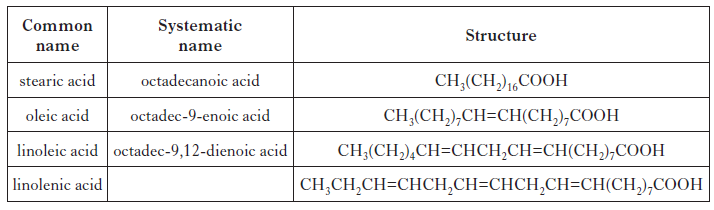 Common name Systematic name Structure
stearic acid octadecanoic acid CH₃(CH₂)₁₆COOH
oleic acid octadec-9-enoic acid CH₃(CH₂)₇CH=CH(CH₂)₇COOH
linoleic acid octadec-9,12-dienoic acid CH₃(CH₂)₄CH=CHCH₂CH=CH(CH₂)₇COOH
linolenic acid CH₃CH₂CH=CHCH₂CH=CHCH₂CH=CH(CH₂)₇COOH